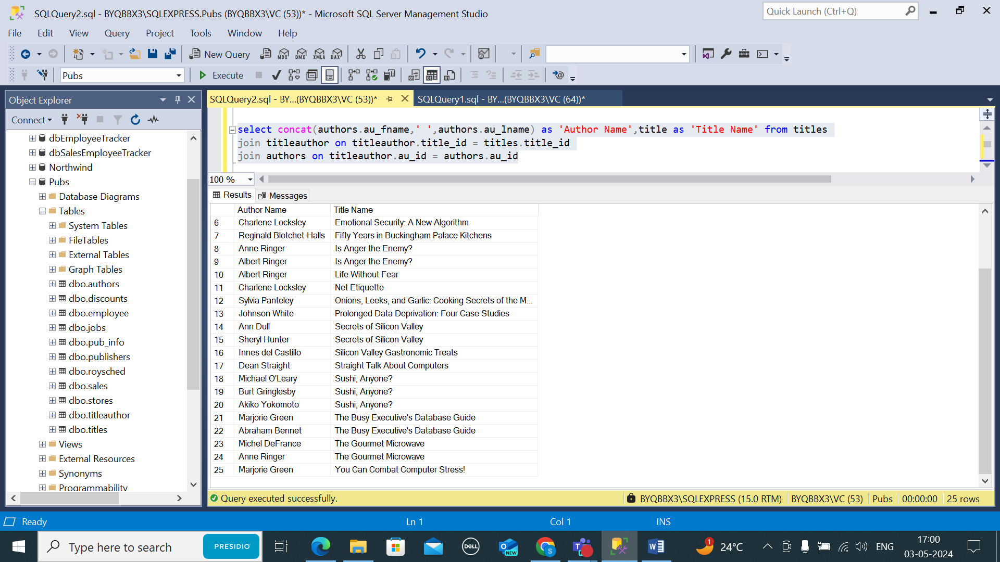 SQLQuery2.sql - BYQBBX3\SQLEXPRESS.Pubs (BYQBBX3\VC (53))* - Microsoft SQL Server Management Studio
Quick Launch (Ctrl+Q)
File Edit View Query Project Tools Window Help
New Query MDX DMX XMLA DAX
Pubs Execute
Object Explorer
Connect
dbEmployeeTracker
dbSalesEmployeeTracker
Northwind
Pubs
Database Diagrams
Tables
System Tables
FileTables
External Tables
Graph Tables
dbo.authors
dbo.discounts
dbo.employee
dbo.jobs
dbo.pub_info
dbo.publishers
dbo.roysched
dbo.sales
dbo.stores
dbo.titleauthor
dbo.titles
Views
External Resources
Synonyms
Programmability
SQLQuery2.sql - BY...(BYQBBX3\VC (53))* SQLQuery1.sql - BY...(BYQBBX3\VC (64))*
select concat(authors.au_fname,' ',authors.au_lname) as 'Author Name',title as 'Title Name' from titles
join titleauthor on titleauthor.title_id = titles.title_id
join authors on titleauthor.au_id = authors.au_id
100 %
Results Messages
Author Name Title Name
6 Charlene Locksley Emotional Security: A New Algorithm
7 Reginald Blotchet-Halls Fifty Years in Buckingham Palace Kitchens
8 Anne Ringer Is Anger the Enemy?
9 Albert Ringer Is Anger the Enemy?
10 Albert Ringer Life Without Fear
11 Charlene Locksley Net Etiquette
12 Sylvia Panteley Onions, Leeks, and Garlic: Cooking Secrets of the M...
13 Johnson White Prolonged Data Deprivation: Four Case Studies
14 Ann Dull Secrets of Silicon Valley
15 Sheryl Hunter Secrets of Silicon Valley
16 Innes del Castillo Silicon Valley Gastronomic Treats
17 Dean Straight Straight Talk About Computers
18 Michael O'Leary Sushi, Anyone?
19 Burt Gringlesby Sushi, Anyone?
20 Akiko Yokomoto Sushi, Anyone?
21 Marjorie Green The Busy Executive's Database Guide
22 Abraham Bennet The Busy Executive's Database Guide
23 Michel DeFrance The Gourmet Microwave
24 Anne Ringer The Gourmet Microwave
25 Marjorie Green You Can Combat Computer Stress!
Query executed successfully. BYQBBX3\SQLEXPRESS (15.0 RTM) BYQBBX3\VC (53) Pubs 00:00:00 25 rows
Ready Ln 1 Col 1 INS
Type here to search PRESIDIO DELL NEW S 1 24°C ENG 17:00
03-05-2024